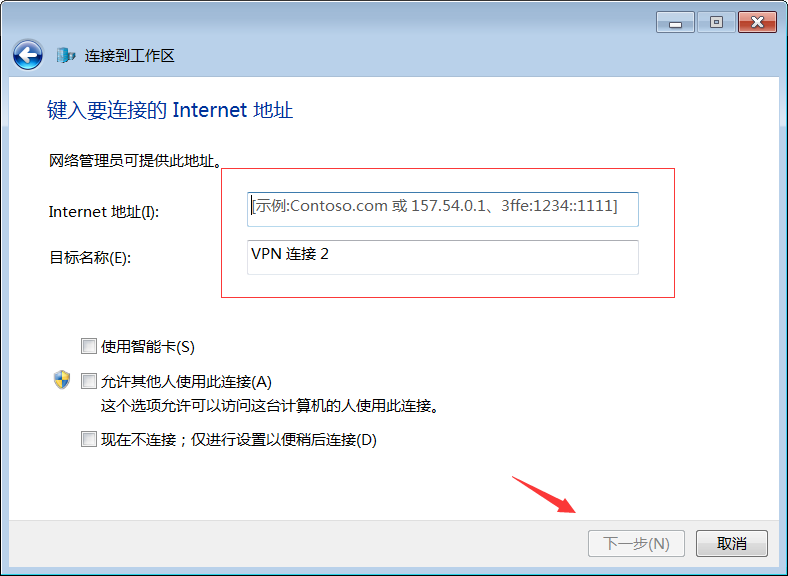 连接到工作区
键入要连接的 Internet 地址
网络管理员可提供此地址。
Internet 地址(I):
[示例:Contoso.com 或 157.54.0.1、3ffe:1234::1111]
目标名称(E):
VPN 连接 2
使用智能卡(S)
允许其他人使用此连接(A)
这个选项允许可以访问这台计算机的人使用此连接。
现在不连接；仅进行设置以便稍后连接(D)
下一步(N)
取消